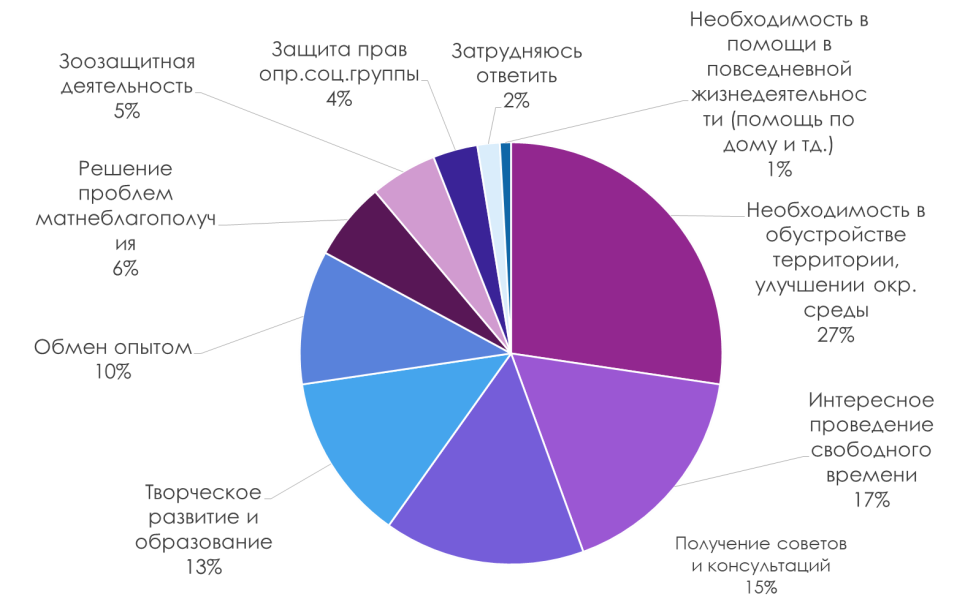 Необходимость в
помощи в
повседневной
жизнедеятельнос
ти (помощь по
дому и тд.)
1%
Необходимость в
обустройстве
территории,
улучшении окр.
среды
27%
Интересное
проведение
свободного
времени
17%
Получение советов
и консультаций
15%
Творческое
развитие и
образование
13%
Обмен опытом
10%
Решение
проблем
матнеблагополуч
ия
6%
Зоозащитная
деятельность
5%
Защита прав
опр.соц.группы
4%
Затрудняюсь
ответить
2%